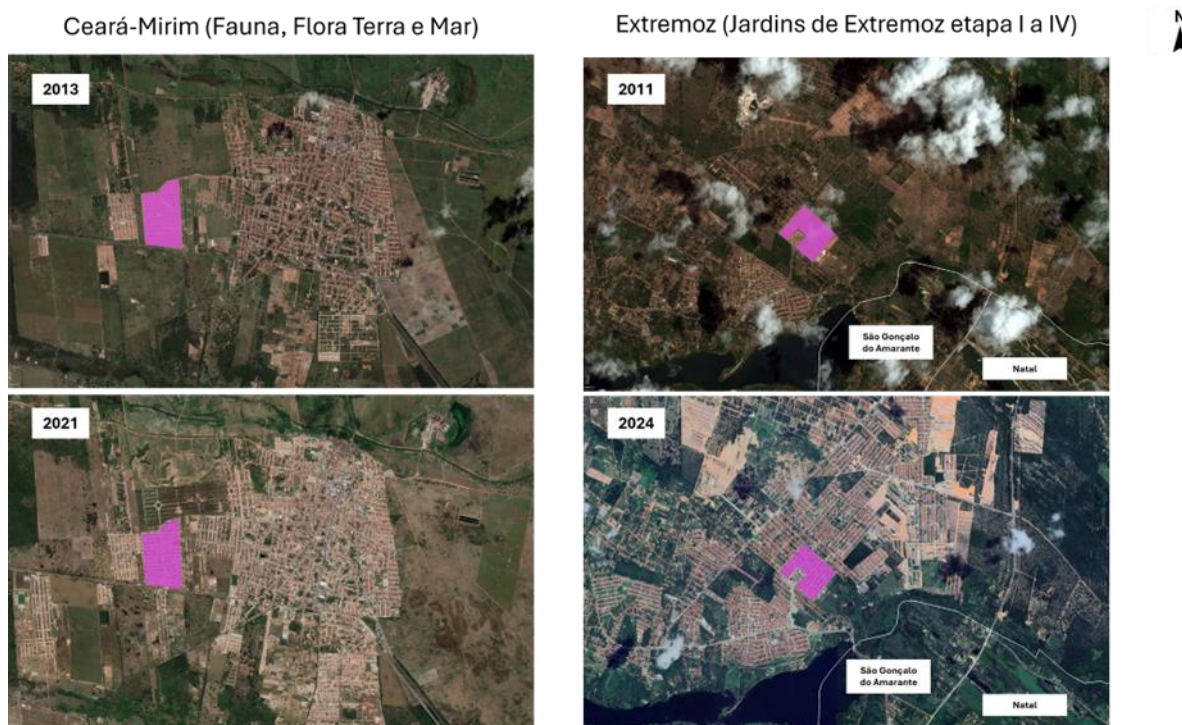 Ceará-Mirim (Fauna, Flora Terra e Mar)
Extremoz (Jardins de Extremoz etapa I a IV)
N
2013
2011
São Gonçalo
do Amarante
Natal
2021
2024
São Gonçalo
do Amarante
Natal